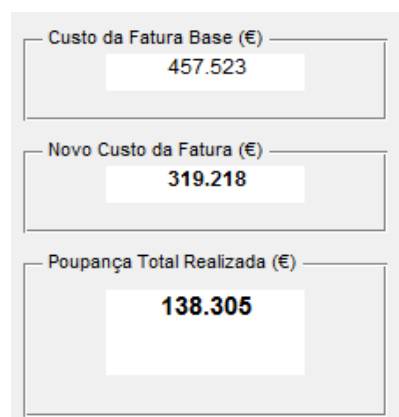 Custo da Fatura Base (€)
457.523
Novo Custo da Fatura (€)
319.218
Poupança Total Realizada (€)
138.305